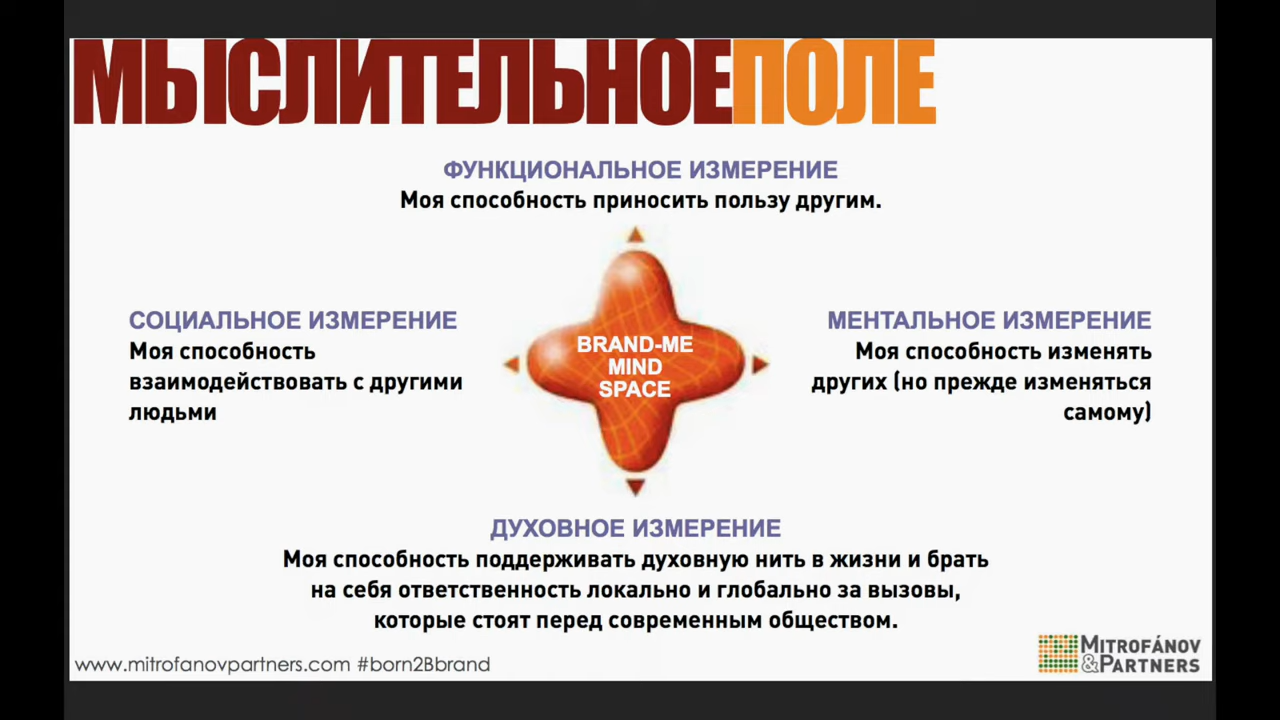 МЫСЛИТЕЛЬНОЕПОЛЕ
ФУНКЦИОНАЛЬНОЕ ИЗМЕРЕНИЕ
Моя способность приносить пользу другим.
СОЦИАЛЬНОЕ ИЗМЕРЕНИЕ
Моя способность
взаимодействовать с другими
людьми
BRAND-ME
MIND
SPACE
МЕНТАЛЬНОЕ ИЗМЕРЕНИЕ
Моя способность изменять
других (но прежде изменяться
самому)
ДУХОВНОЕ ИЗМЕРЕНИЕ
Моя способность поддерживать духовную нить в жизни и брать
на себя ответственность локально и глобально за вызовы,
которые стоят перед современным обществом.
www.mitrofanovpartners.com #born2Bbrand
MITROFÁNOV
&PARTNERS